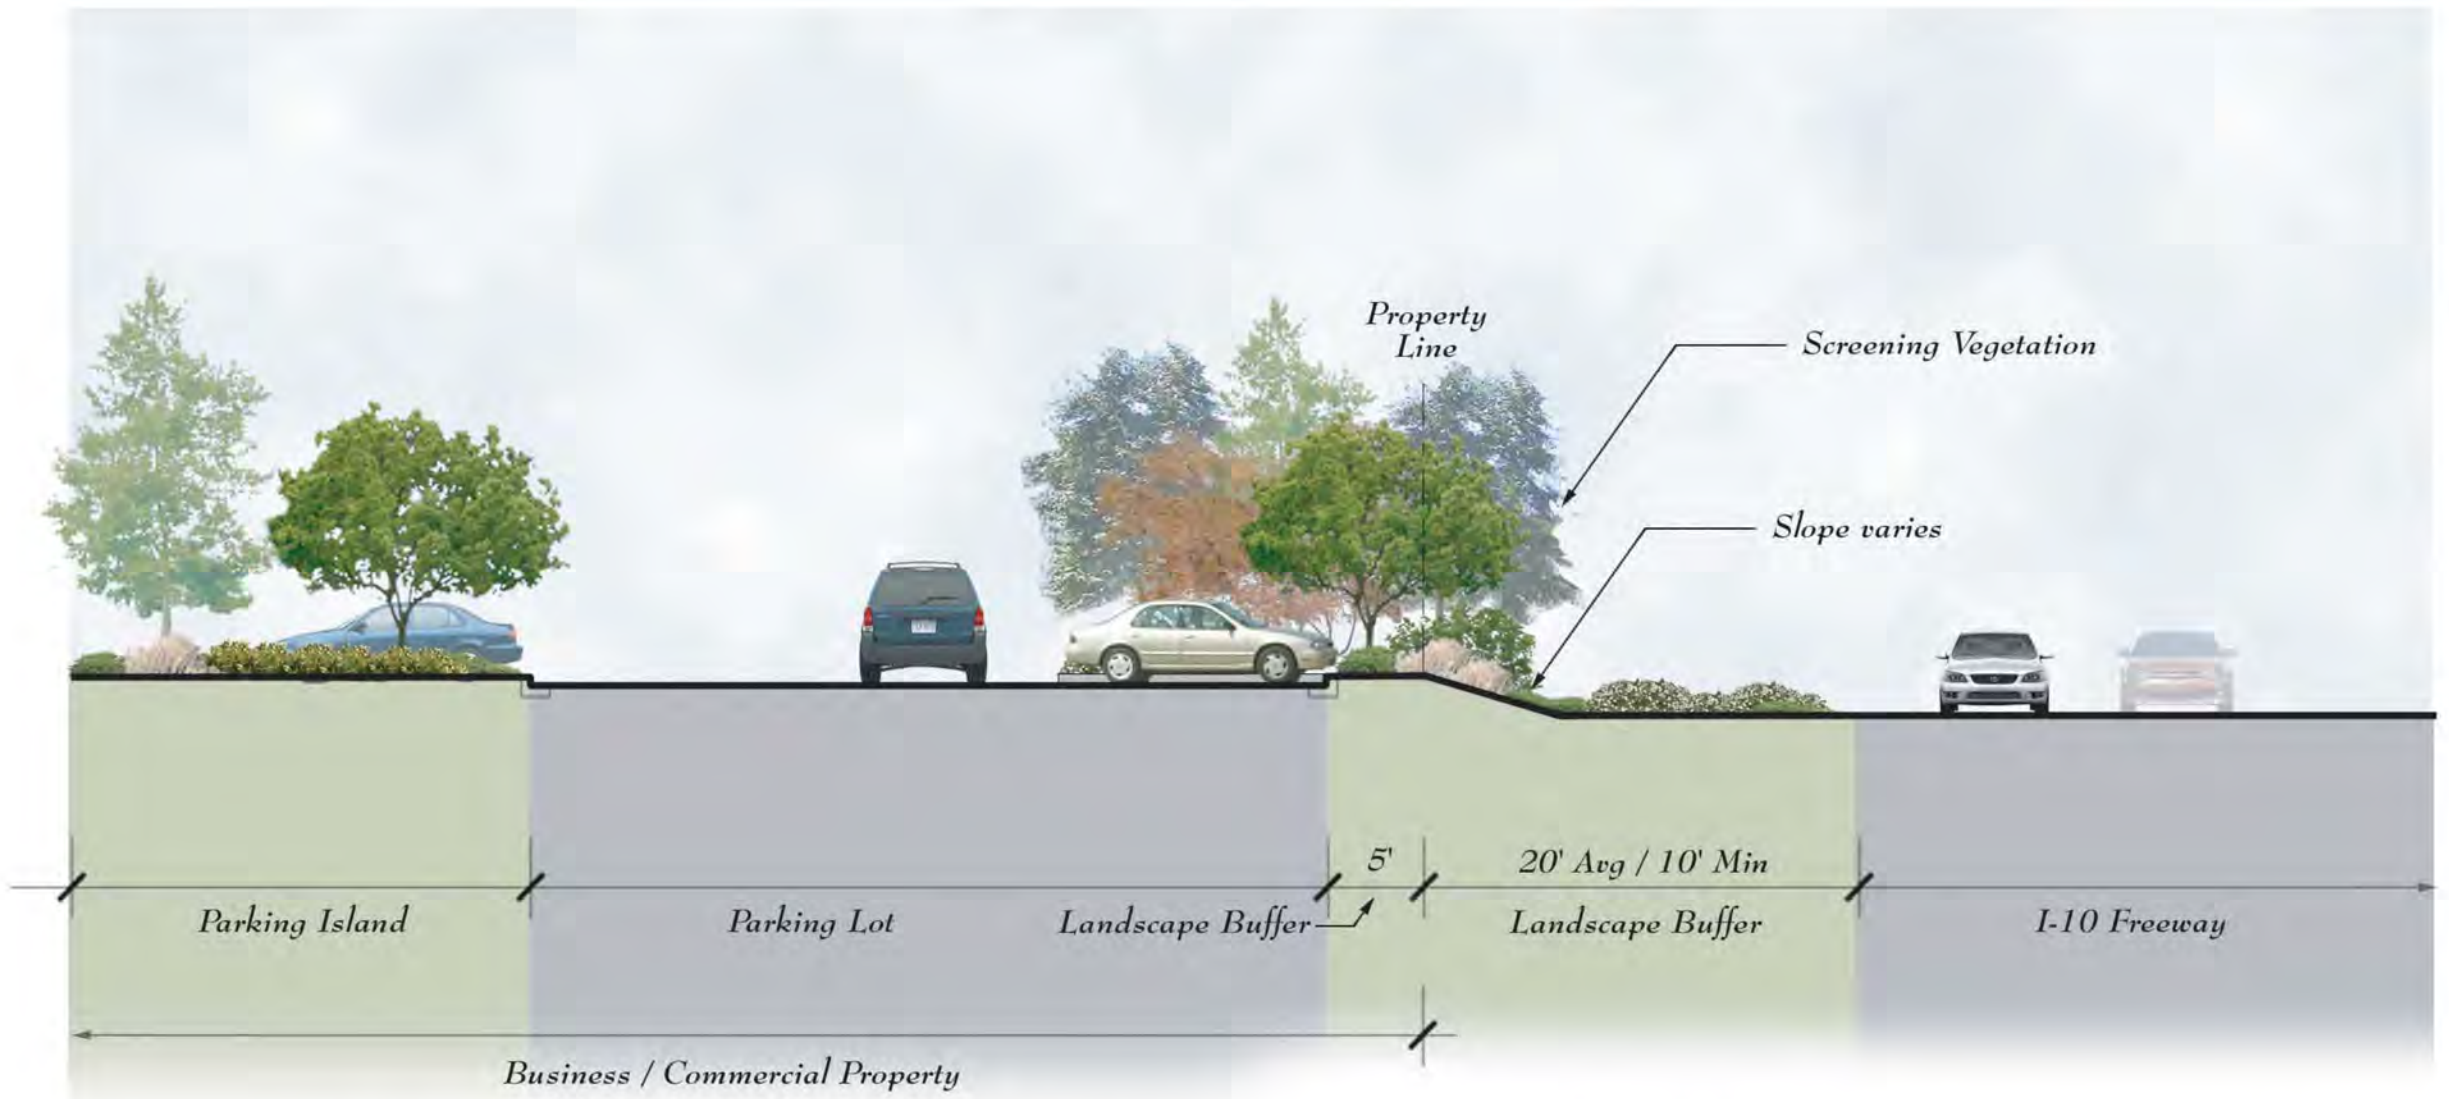 Property
Line
Screening Vegetation
Slope varies
5'
20' Avg / 10' Min
Parking Island
Parking Lot
Landscape Buffer
Landscape Buffer
I-10 Freeway
Business / Commercial Property